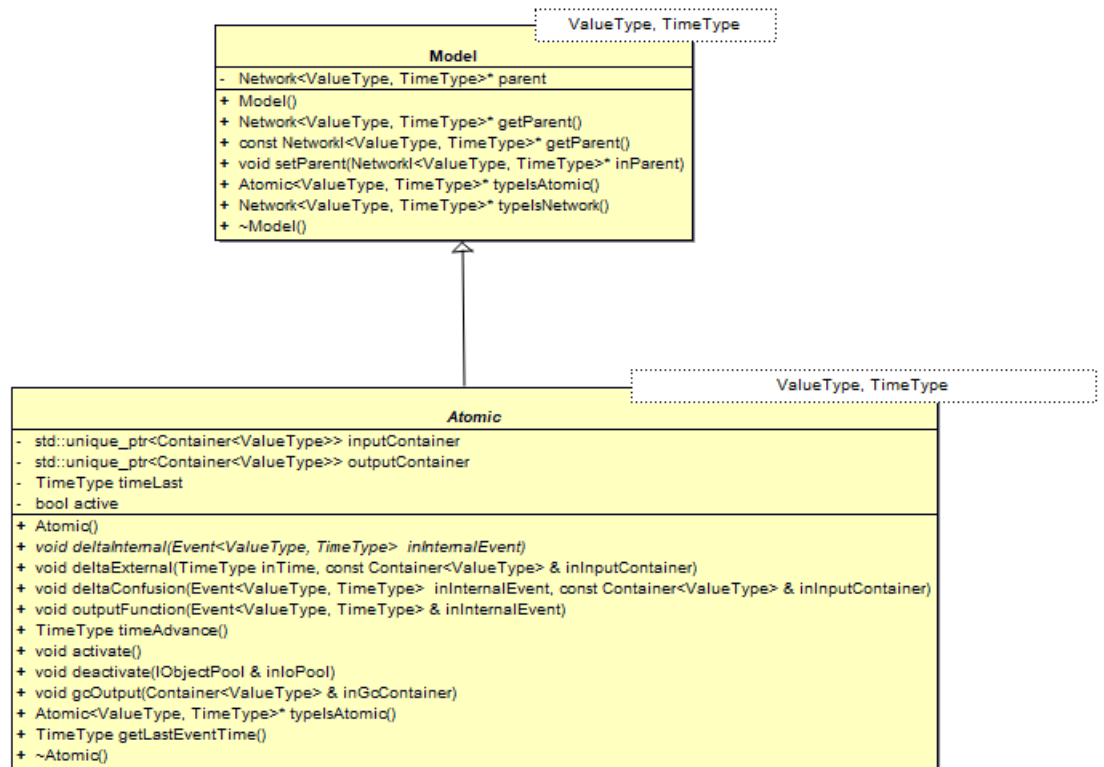 ValueType, TimeType
Model
- Network<ValueType, TimeType>* parent
+ Model()
+ Network<ValueType, TimeType>* getParent()
+ const NetworkI<ValueType, TimeType>* getParent()
+ void setParent(NetworkI<ValueType, TimeType>* inParent)
+ Atomic<ValueType, TimeType>* typeIsAtomic()
+ Network<ValueType, TimeType>* typeIsNetwork()
+ ~Model()
ValueType, TimeType
Atomic
- std::unique_ptr<Container<ValueType>> inputContainer
- std::unique_ptr<Container<ValueType>> outputContainer
- TimeType timeLast
- bool active
+ Atomic()
+ void deltaInternal(Event<ValueType, TimeType> inInternalEvent)
+ void deltaExternal(TimeType inTime, const Container<ValueType> & inInputContainer)
+ void deltaConfusion(Event<ValueType, TimeType> inInternalEvent, const Container<ValueType> & inInputContainer)
+ void outputFunction(Event<ValueType, TimeType> & inInternalEvent)
+ TimeType timeAdvance()
+ void activate()
+ void deactivate(IObjectPool & inIoPool)
+ void gcOutput(Container<ValueType> & inGcContainer)
+ Atomic<ValueType, TimeType>* typeIsAtomic()
+ TimeType getLastEventTime()
+ ~Atomic()